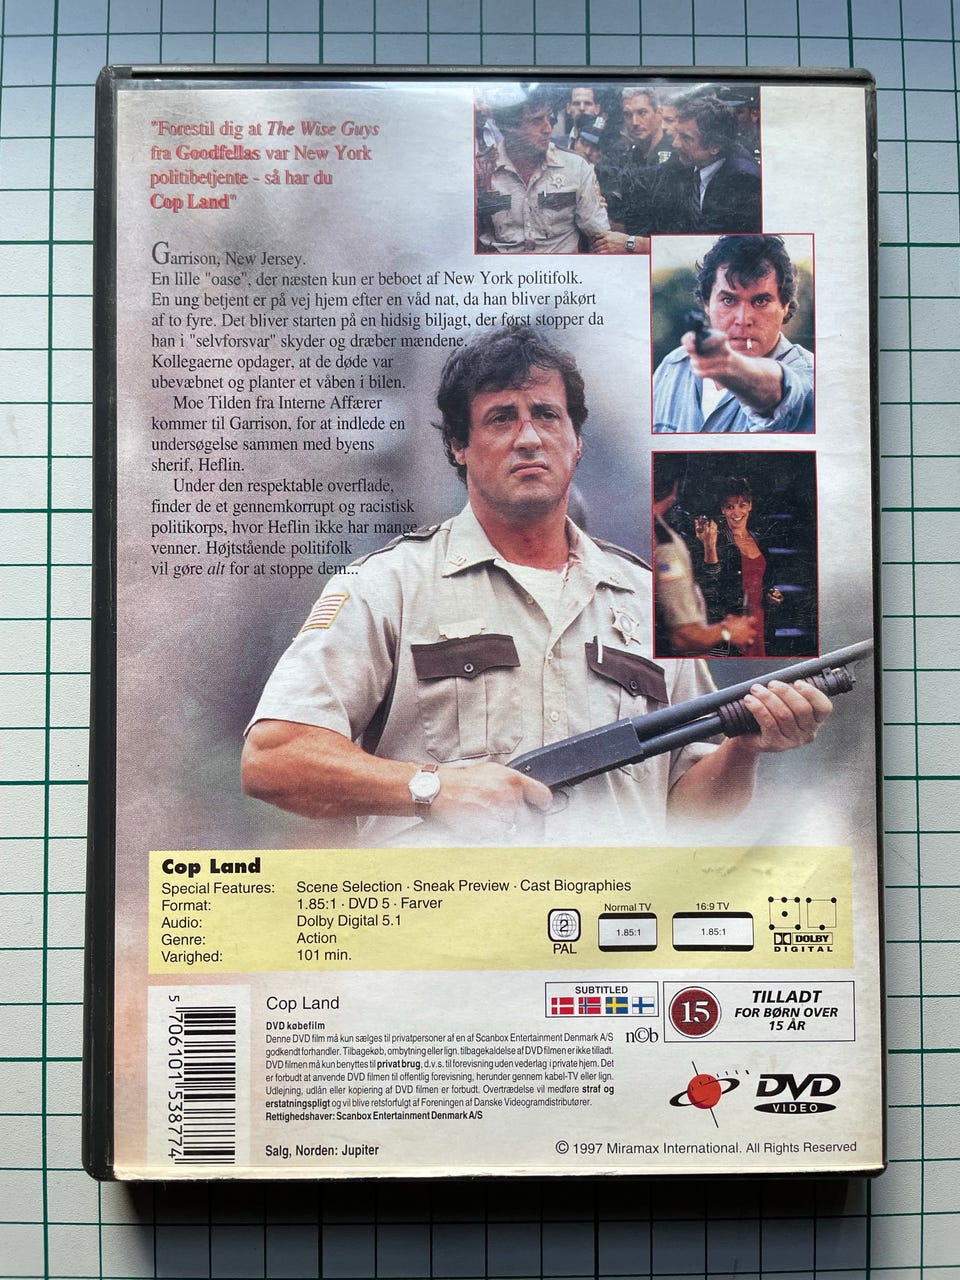 "Forestil dig at The Wise Guys
fra Goodfellas var New York
politibetjente - så har du
Cop Land"
Garrison, New Jersey.
En lille "oase", der næsten kun er beboet af New York politifolk.
En ung betjent er på vej hjem efter en våd nat, da han bliver påkørt
af to fyre. Det bliver starten på en hidsig biljagt, der først stopper da
han i "selvforsvar" skyder og dræber mændene.
Kollegaerne opdager, at de døde var
ubevæbnet og planter et våben i bilen.
Moe Tilden fra Interne Affærer
kommer til Garrison, for at indlede en
undersøgelse sammen med byens
sherif, Heflin.
Under den respektable overflade,
finder de et gennemkorrupt og racistisk
politikorps, hvor Heflin ikke har mange
venner. Højtstående politifolk
vil gøre alt for at stoppe dem...
Cop Land
Special Features: Scene Selection · Sneak Preview · Cast Biographies
Format: 1.85:1 · DVD 5 · Farver
Audio: Dolby Digital 5.1
Genre: Action
Varighed: 101 min.
2
PAL
Normal TV
1.85:1
16:9 TV
1.85:1
DOLBY
DIGITAL
5 706101 538774
Cop Land
DVD købefilm
Denne DVD film må kun sælges til privatpersoner af en af Scanbox Entertainment Denmark A/S
godkendt forhandler. Tilbagekøb, ombytning eller lign. tilbagekaldelse af DVD filmen er ikke tilladt.
DVD filmen må kun benyttes til privat brug, d.v.s. til forevisning uden vederlag i private hjem. Det
er forbudt at anvende DVD filmen til offentlig forevisning, herunder gennem kabel-TV eller lign.
Udlejning, udlån eller kopiering af DVD filmen er forbudt. Overtrædelse vil medføre straf og
erstatningspligt og vil blive retsforfulgt af Foreningen af Danske Videogramdistributører.
Rettighedshaver: Scanbox Entertainment Denmark A/S
Salg, Norden: Jupiter
SUBTITLED
n©b
15
TILLADT
FOR BØRN OVER
15 ÅR
DVD
VIDEO
© 1997 Miramax International. All Rights Reserved